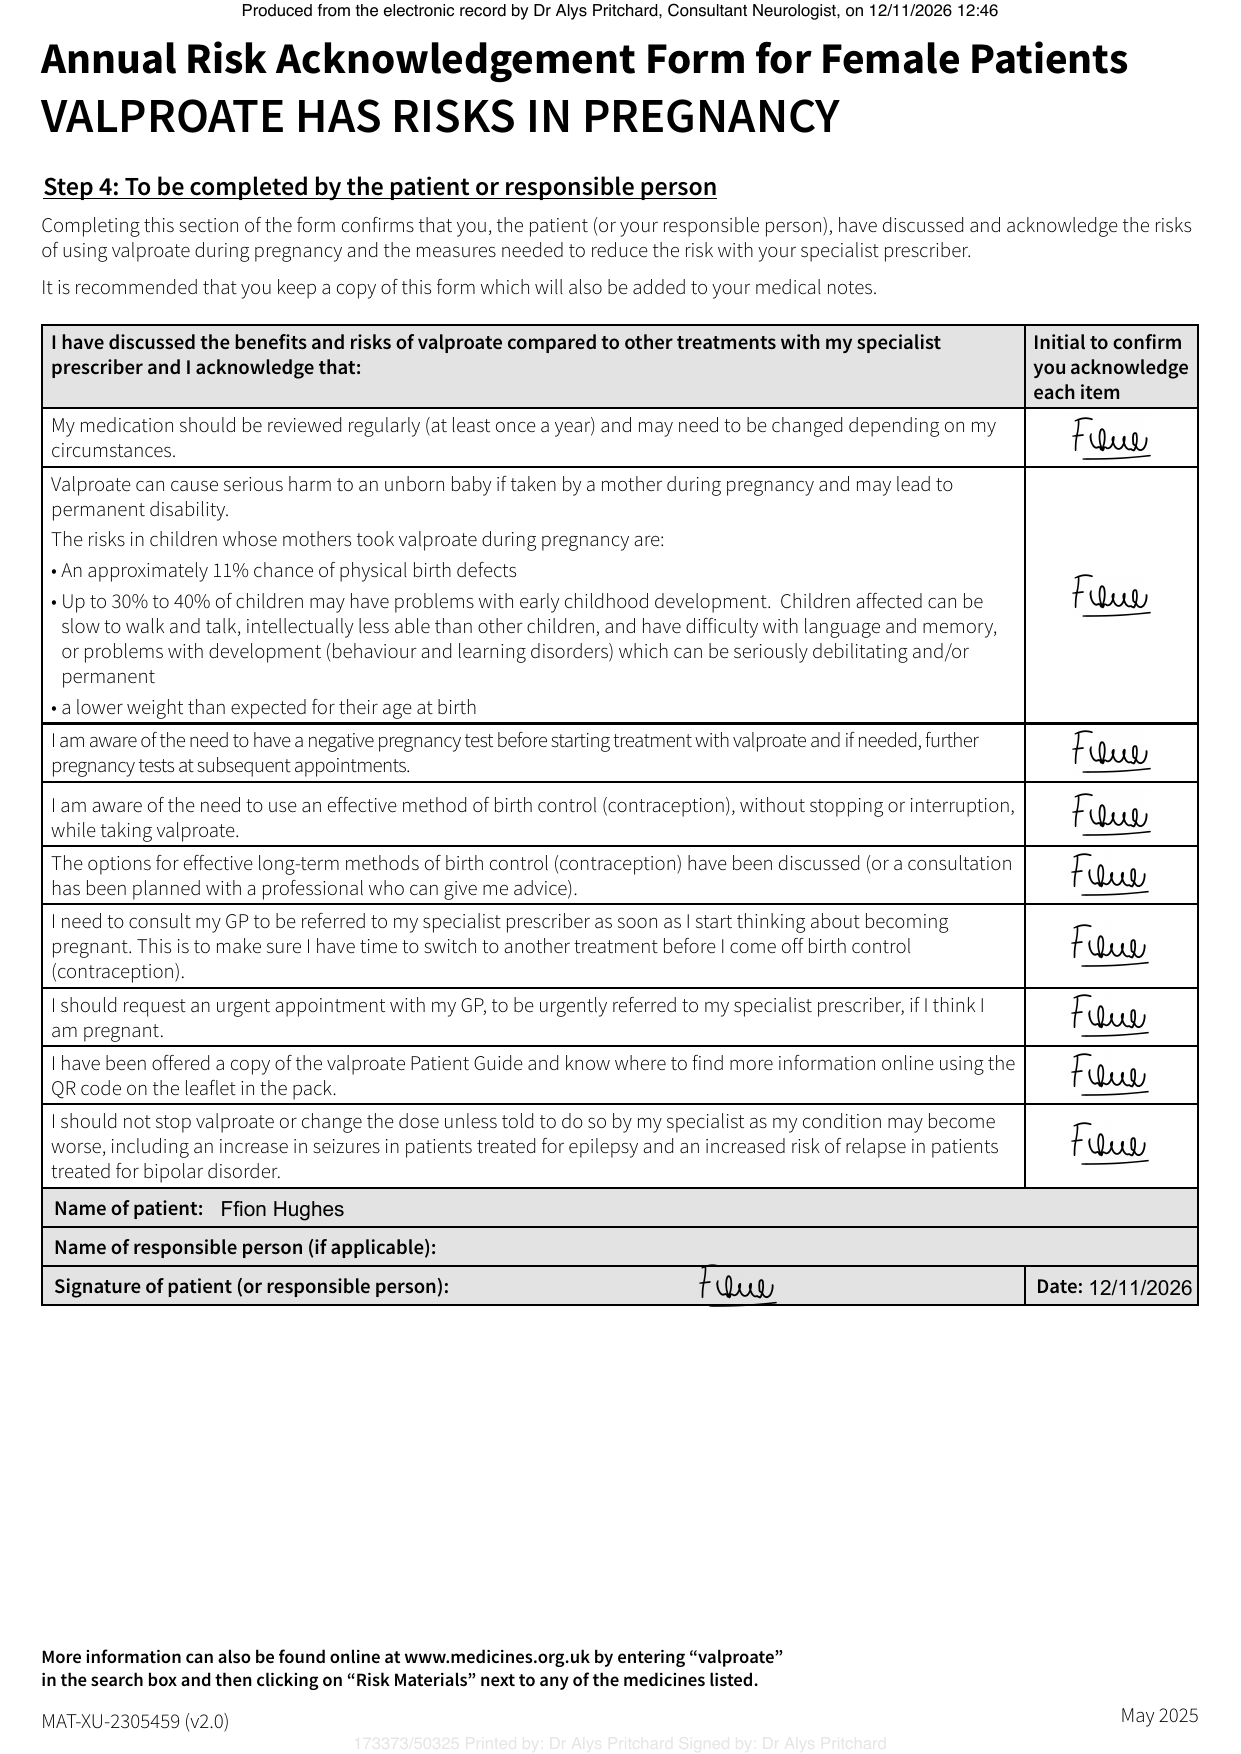 Produced from the electronic record by Dr Alys Pritchard, Consultant Neurologist, on 12/11/2026 12:46
Annual Risk Acknowledgement Form for Female Patients
VALPROATE HAS RISKS IN PREGNANCY
Step 4: To be completed by the patient or responsible person
Completing this section of the form confirms that you, the patient (or your responsible person), have discussed and acknowledge the risks
of using valproate during pregnancy and the measures needed to reduce the risk with your specialist prescriber.
It is recommended that you keep a copy of this form which will also be added to your medical notes.
I have discussed the benefits and risks of valproate compared to other treatments with my specialist
prescriber and I acknowledge that:
Initial to confirm
you acknowledge
each item
My medication should be reviewed regularly (at least once a year) and may need to be changed depending on my
circumstances.
Valproate can cause serious harm to an unborn baby if taken by a mother during pregnancy and may lead to
permanent disability.
The risks in children whose mothers took valproate during pregnancy are:
• An approximately 11% chance of physical birth defects
• Up to 30% to 40% of children may have problems with early childhood development. Children affected can be
slow to walk and talk, intellectually less able than other children, and have difficulty with language and memory,
or problems with development (behaviour and learning disorders) which can be seriously debilitating and/or
permanent
• a lower weight than expected for their age at birth
I am aware of the need to have a negative pregnancy test before starting treatment with valproate and if needed, further
pregnancy tests at subsequent appointments.
I am aware of the need to use an effective method of birth control (contraception), without stopping or interruption,
while taking valproate.
The options for effective long-term methods of birth control (contraception) have been discussed (or a consultation
has been planned with a professional who can give me advice).
I need to consult my GP to be referred to my specialist prescriber as soon as I start thinking about becoming
pregnant. This is to make sure I have time to switch to another treatment before I come off birth control
(contraception).
I should request an urgent appointment with my GP, to be urgently referred to my specialist prescriber, if I think I
am pregnant.
I have been offered a copy of the valproate Patient Guide and know where to find more information online using the
QR code on the leaflet in the pack.
I should not stop valproate or change the dose unless told to do so by my specialist as my condition may become
worse, including an increase in seizures in patients treated for epilepsy and an increased risk of relapse in patients
treated for bipolar disorder.
Name of patient: Ffion Hughes
Name of responsible person (if applicable):
Signature of patient (or responsible person):
Date: 12/11/2026
More information can also be found online at www.medicines.org.uk by entering “valproate”
in the search box and then clicking on “Risk Materials” next to any of the medicines listed.
MAT-XU-2305459 (v2.0)
May 2025
173373/50325 Printed by: Dr Alys Pritchard Signed by: Dr Alys Pritchard